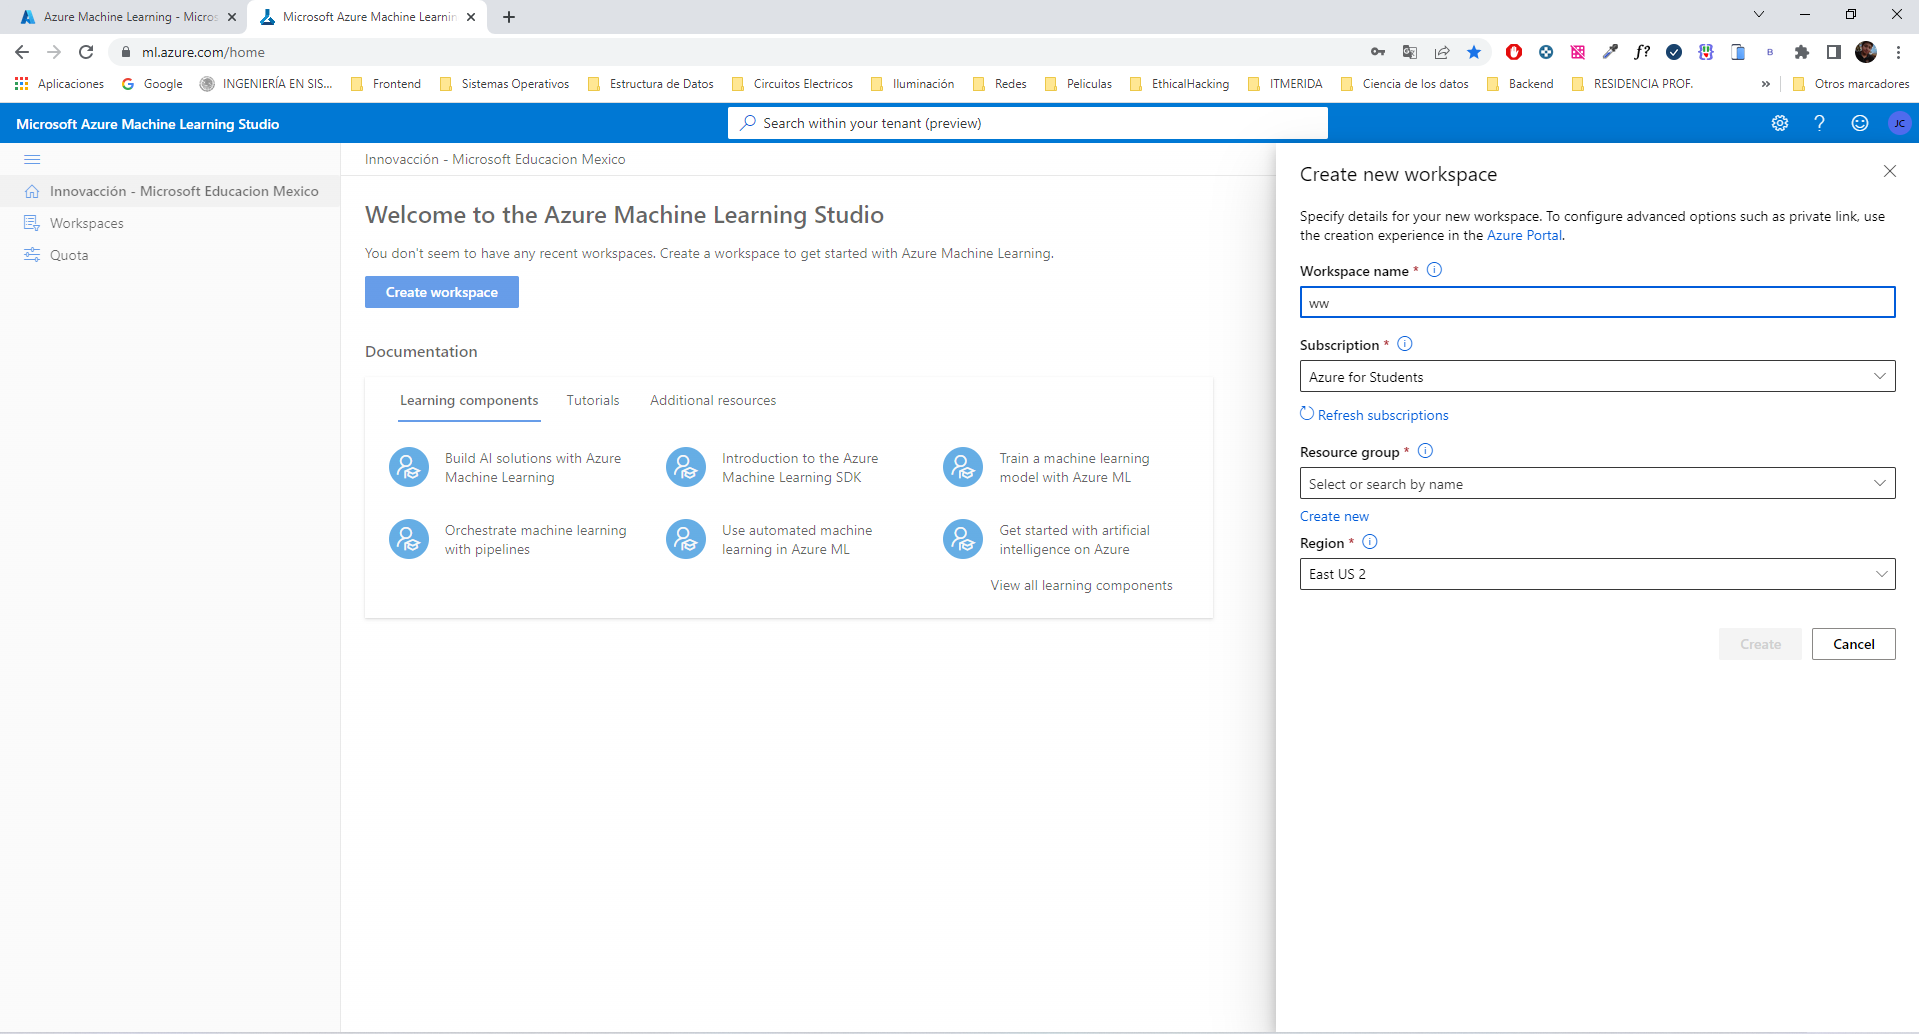 Azure Machine Learning - Micros
Microsoft Azure Machine Learnin
ml.azure.com/home
f?
B
Aplicaciones
Google
INGENIERÍA EN SIS...
Frontend
Sistemas Operativos
Estructura de Datos
Circuitos Electricos
Iluminación
Redes
Peliculas
EthicalHacking
ITMERIDA
Ciencia de los datos
Backend
RESIDENCIA PROF.
»
Otros marcadores
Microsoft Azure Machine Learning Studio
Search within your tenant (preview)
?
JC
Innovacción - Microsoft Educacion Mexico
Workspaces
Quota
Innovacción - Microsoft Educacion Mexico
Welcome to the Azure Machine Learning Studio
You don't seem to have any recent workspaces. Create a workspace to get started with Azure Machine Learning.
Create workspace
Documentation
Learning components
Tutorials
Additional resources
Build AI solutions with Azure
Machine Learning
Introduction to the Azure
Machine Learning SDK
Train a machine learning
model with Azure ML
Orchestrate machine learning
with pipelines
Use automated machine
learning in Azure ML
Get started with artificial
intelligence on Azure
View all learning components
Create new workspace
Specify details for your new workspace. To configure advanced options such as private link, use
the creation experience in the Azure Portal.
Workspace name *
ww
Subscription *
Azure for Students
Refresh subscriptions
Resource group *
Select or search by name
Create new
Region *
East US 2
Create
Cancel